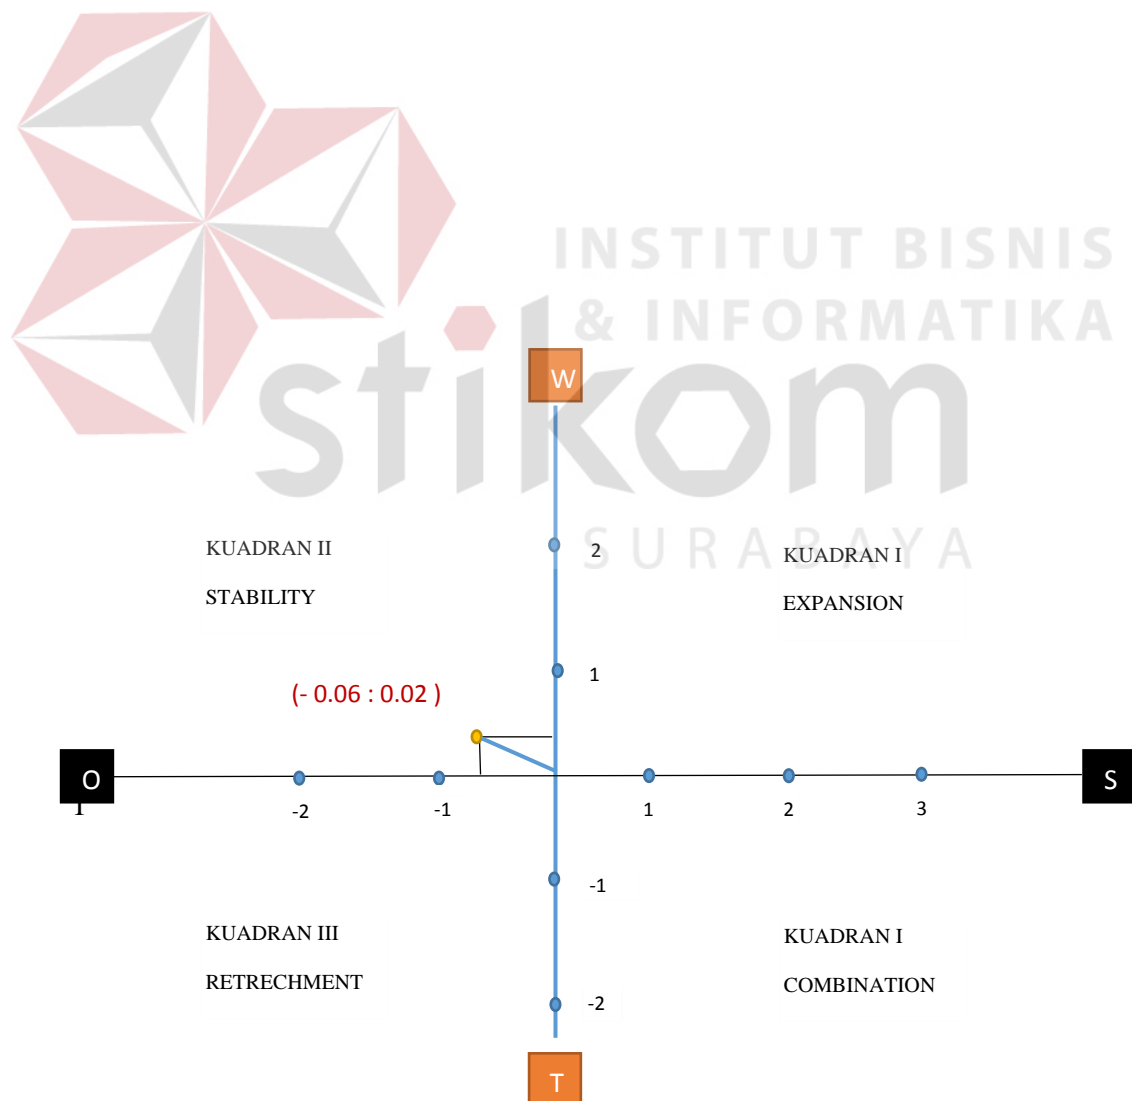 INSTITUT BISNIS
& INFORMATIKA
stikom
SURABAYA
W
KUADRAN II
STABILITY
2
KUADRAN I
EXPANSION
1
(- 0.06 : 0.02 )
O
S
-2
-1
1
2
3
-1
KUADRAN III
RETRECHMENT
KUADRAN I
COMBINATION
-2
T